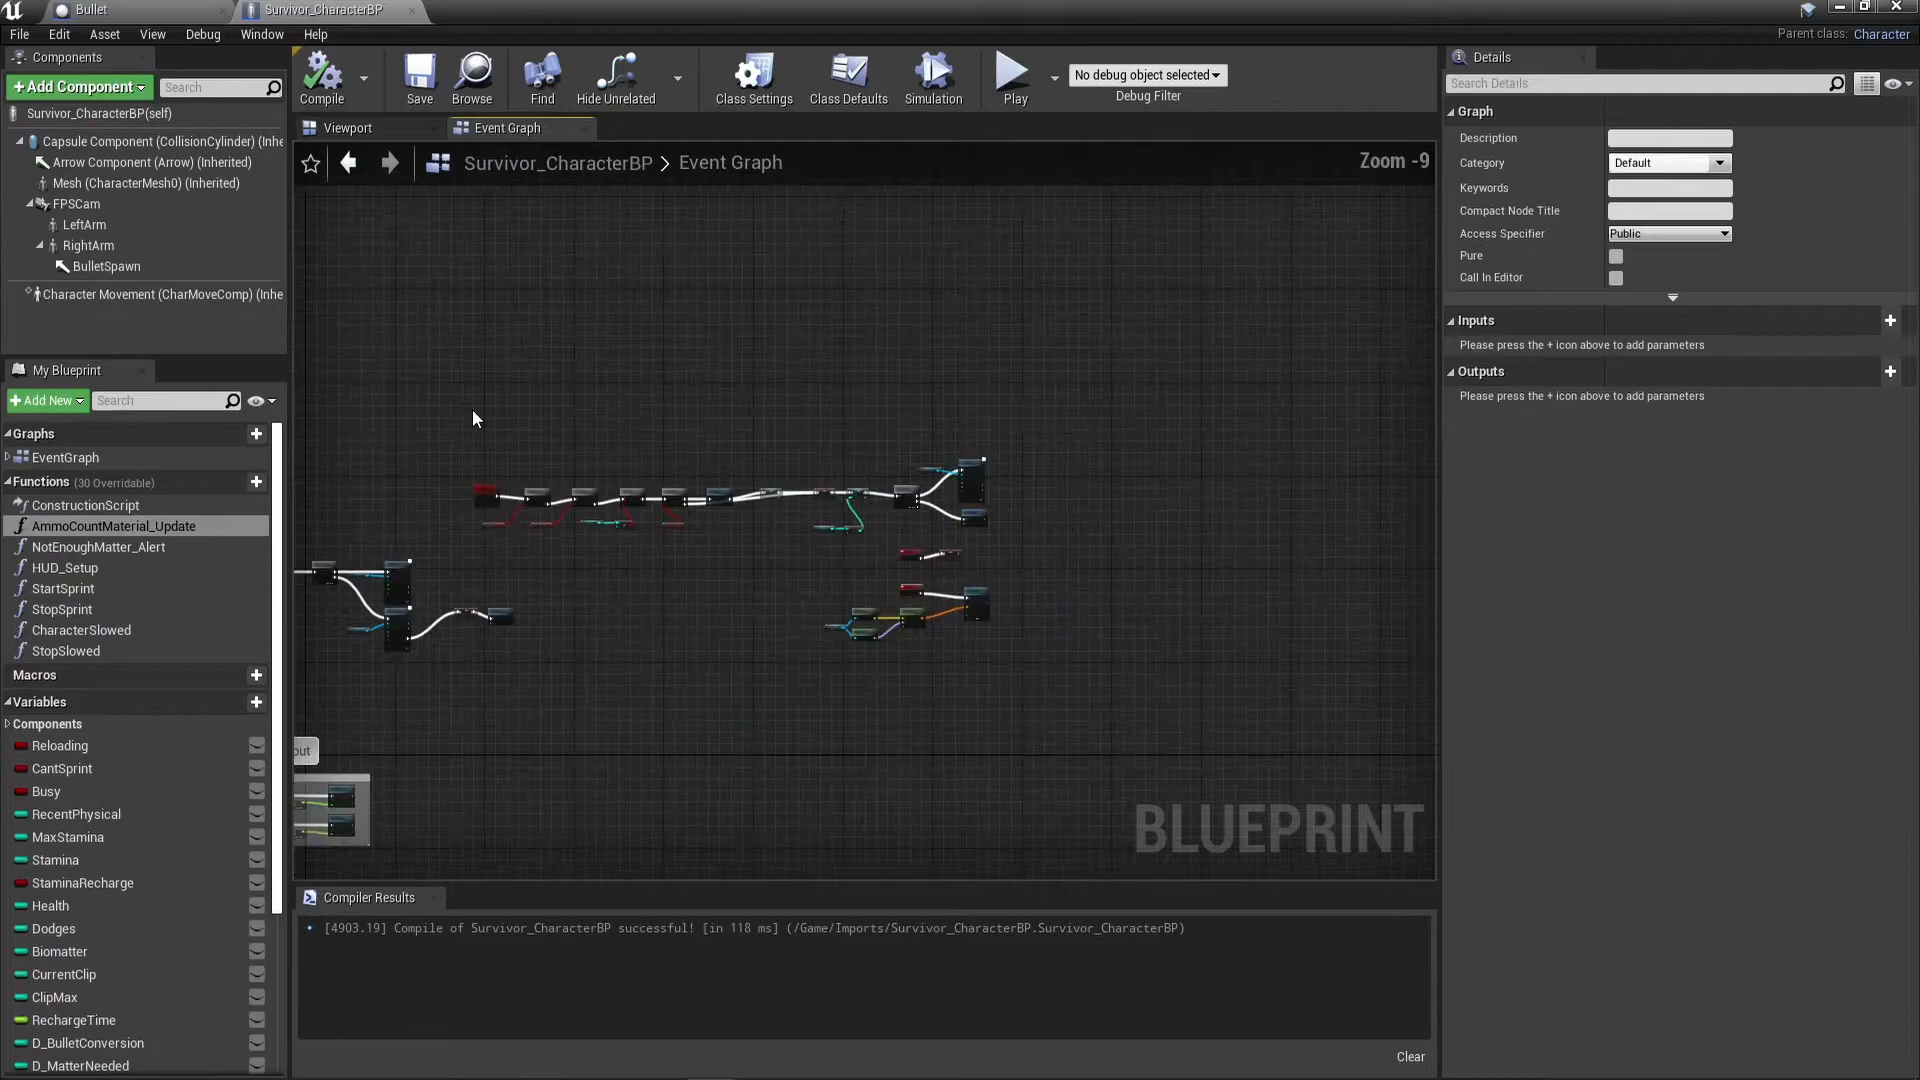 Bullet
Survivor_CharacterBP
File Edit Asset View Debug Window Help
Parent class: Character
Components
+Add Component
Search
Survivor_CharacterBP(self)
Capsule Component (CollisionCylinder) (Inhe
Arrow Component (Arrow) (Inherited)
Mesh (CharacterMesh0) (Inherited)
FPSCam
LeftArm
RightArm
BulletSpawn
Character Movement (CharMoveComp) (Inhe
My Blueprint
+Add New
Search
Graphs
EventGraph
Functions (30 Overridable)
ConstructionScript
AmmoCountMaterial_Update
NotEnoughMatter_Alert
HUD_Setup
StartSprint
StopSprint
CharacterSlowed
StopSlowed
Macros
Variables
Components
Reloading
CantSprint
Busy
RecentPhysical
MaxStamina
Stamina
StaminaRecharge
Health
Dodges
Biomatter
CurrentClip
ClipMax
RechargeTime
D_BulletConversion
D_MatterNeeded
Compile
Save
Browse
Find
Hide Unrelated
Class Settings
Class Defaults
Simulation
Play
No debug object selected
Debug Filter
Viewport
Event Graph
Survivor_CharacterBP > Event Graph
Zoom -9
out
BLUEPRINT
Compiler Results
[4903.19] Compile of Survivor_CharacterBP successful! [in 118 ms] (/Game/Imports/Survivor_CharacterBP.Survivor_CharacterBP)
Clear
Details
Search Details
Graph
Description
Category Default
Keywords
Compact Node Title
Access Specifier Public
Pure
Call In Editor
Inputs
Please press the + icon above to add parameters
Outputs
Please press the + icon above to add parameters